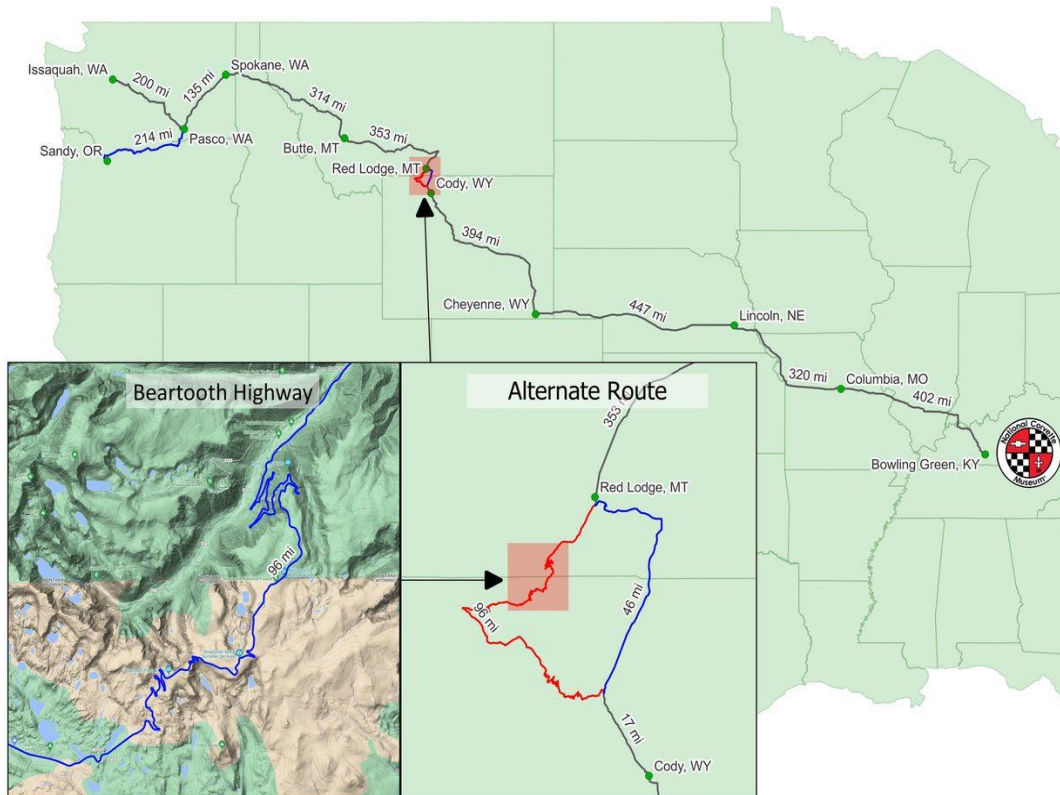 Issaquah, WA
200 mi
135 mi
Spokane, WA
314 mi
214 mi
Pasco, WA
Sandy, OR
Butte, MT
353 mi
Red Lodge, MT
Cody, WY
394 mi
Cheyenne, WY
447 mi
Lincoln, NE
320 mi
Columbia, MO
402 mi
Bowling Green, KY
National Corvette
Museum
Beartooth Highway
96 mi
Alternate Route
353
Red Lodge, MT
96 mi
46 mi
17 mi
Cody, WY